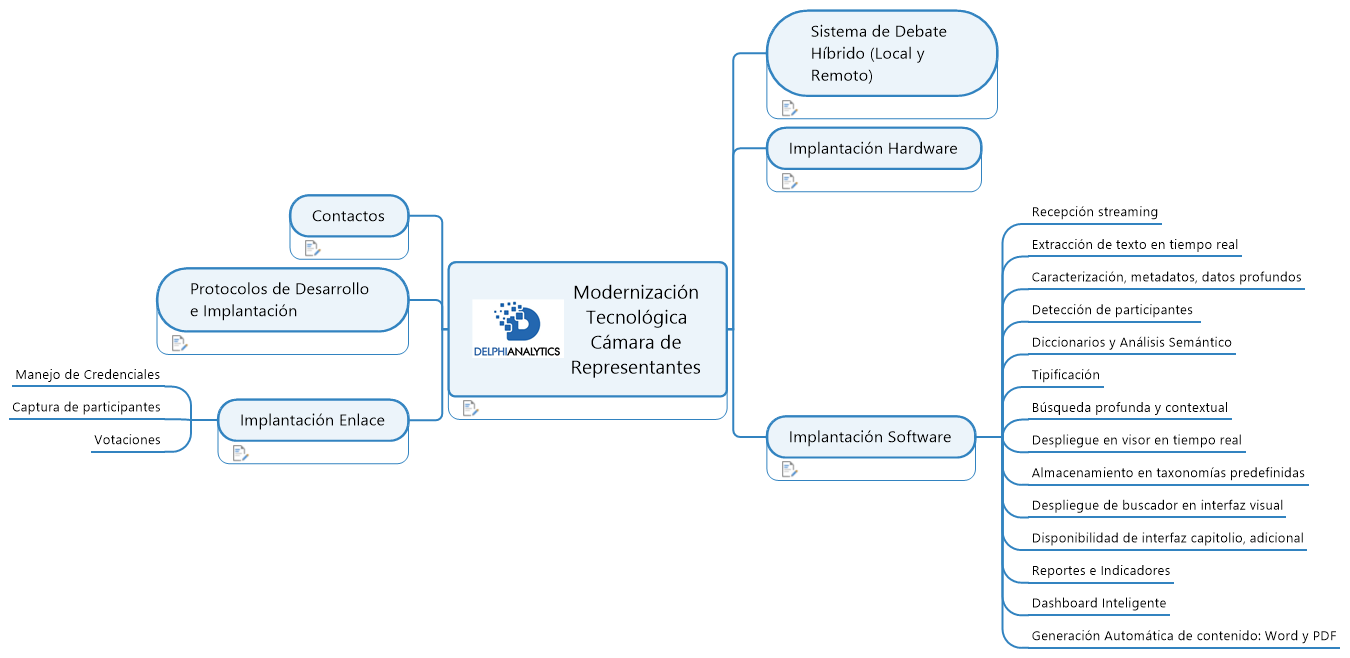 Modernización
Tecnológica
Cámara de
Representantes
DELPHIANALYTICS
Sistema de Debate
Híbrido (Local y
Remoto)
Implantación Hardware
Implantación Software
Recepción streaming
Extracción de texto en tiempo real
Caracterización, metadatos, datos profundos
Detección de participantes
Diccionarios y Análisis Semántico
Tipificación
Búsqueda profunda y contextual
Despliegue en visor en tiempo real
Almacenamiento en taxonomías predefinidas
Despliegue de buscador en interfaz visual
Disponibilidad de interfaz capitolio, adicional
Reportes e Indicadores
Dashboard Inteligente
Generación Automática de contenido: Word y PDF
Contactos
Protocolos de Desarrollo
e Implantación
Implantación Enlace
Manejo de Credenciales
Captura de participantes
Votaciones